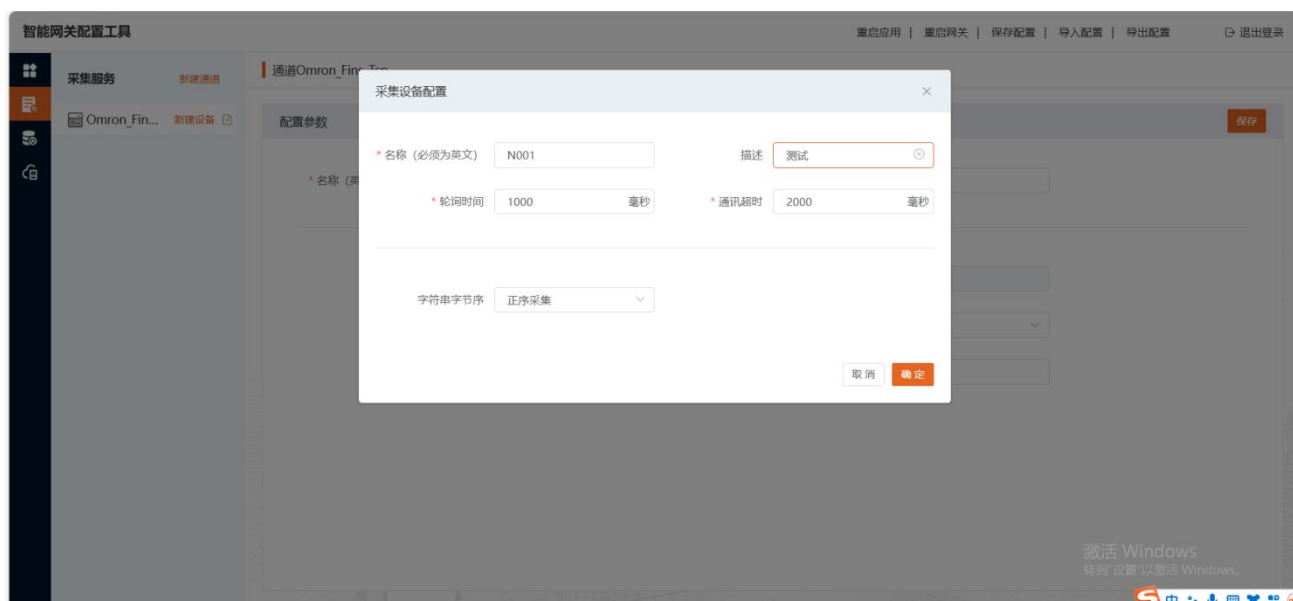 智能网关配置工具
重启应用 | 重启网关 | 保存配置 | 导入配置 | 导出配置
退出登录
采集服务
新建通道
通道Omron_Fins_Tcp
Omron_Fin...
新建设备
配置参数
保存
采集设备配置
* 名称（必须为英文）
N001
描述
测试
* 名称（英
* 轮询时间
1000
毫秒
* 通讯超时
2000
毫秒
字符串字节序
正序采集
取消
确定
激活 Windows
转到"设置"以激活 Windows。
中